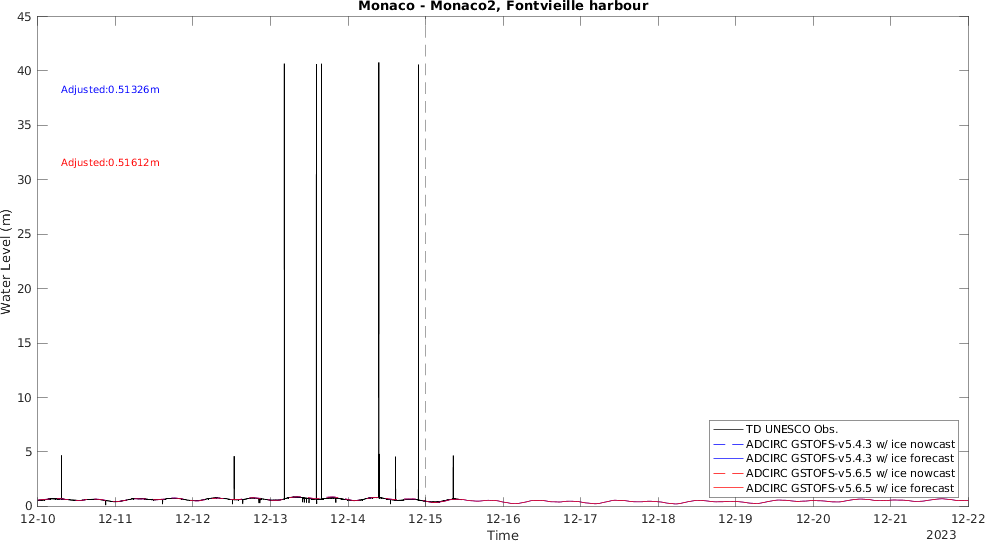 Monaco - Monaco2, Fontvieille harbour
45
40
35
30
25
20
15
10
5
0
Water Level (m)
Adjusted:0.51326m
Adjusted:0.51612m
TD UNESCO Obs.
ADCIRC GSTOFS-v5.4.3 w/ ice nowcast
ADCIRC GSTOFS-v5.4.3 w/ ice forecast
ADCIRC GSTOFS-v5.6.5 w/ ice nowcast
ADCIRC GSTOFS-v5.6.5 w/ ice forecast
12-10 12-11 12-12 12-13 12-14 12-15 12-16 12-17 12-18 12-19 12-20 12-21 12-22
Time
2023